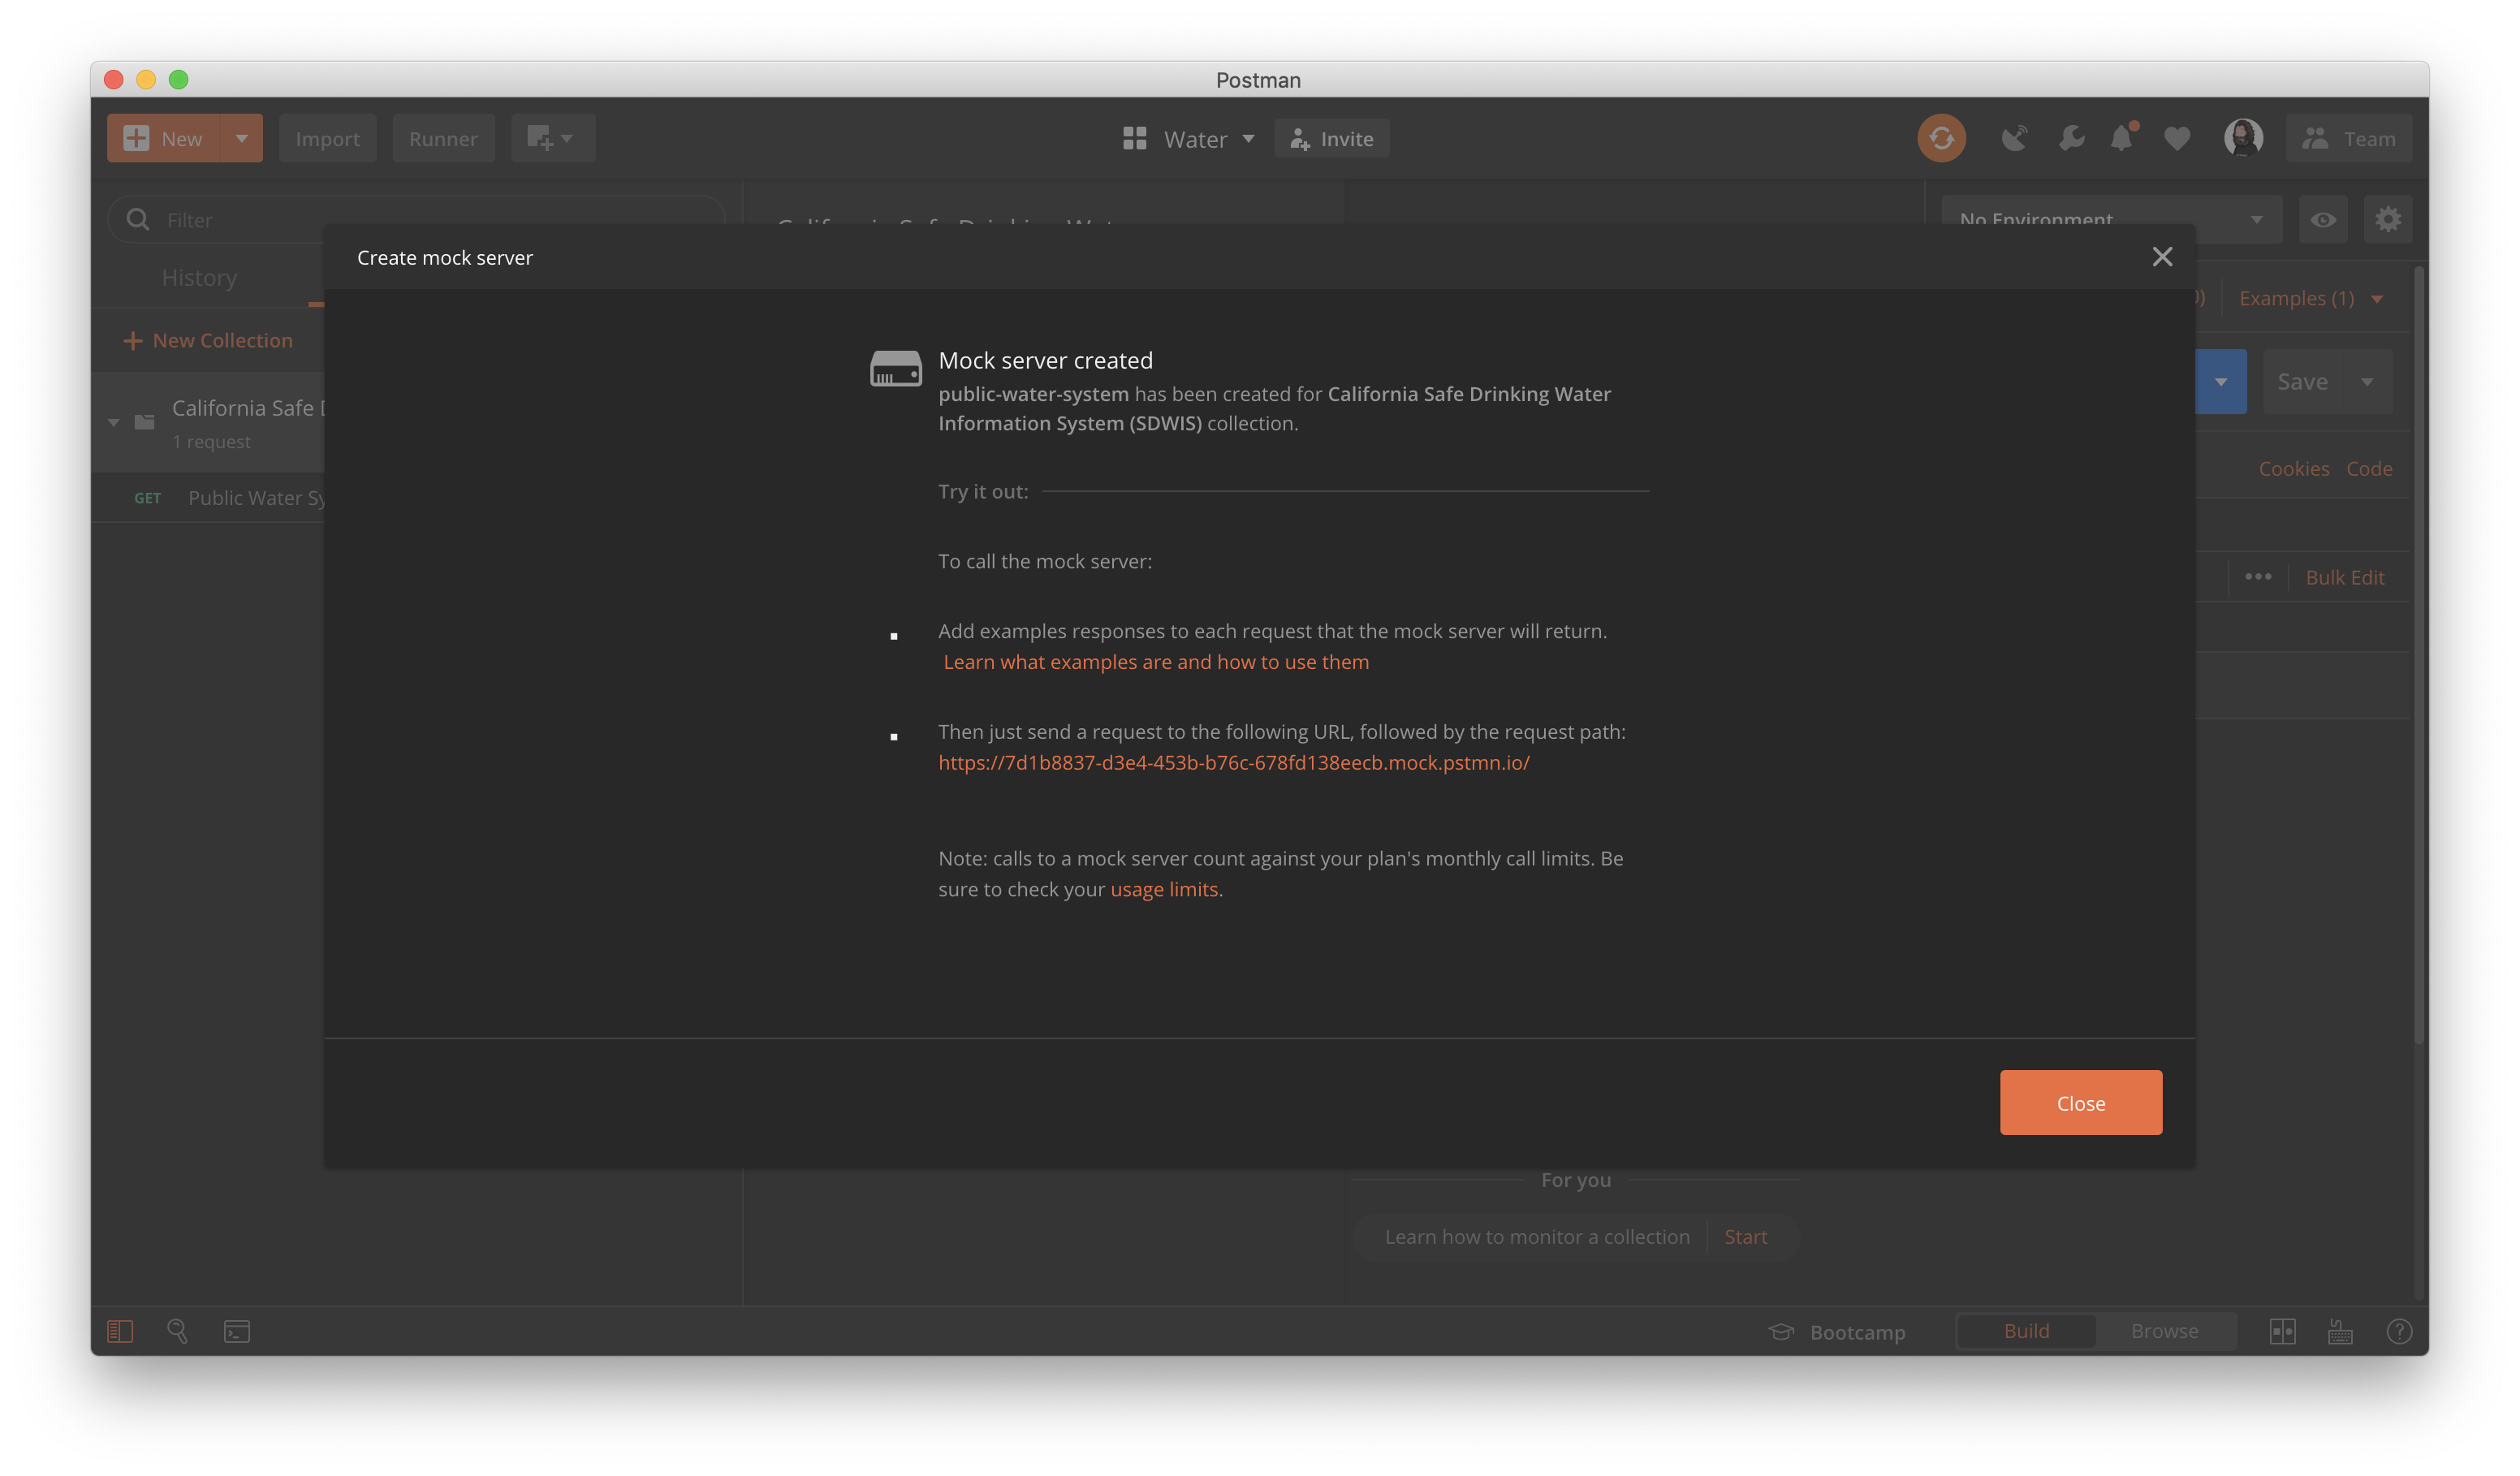 Postman
New
Import
Runner
Water
Invite
Team
Filter
No Environment
Create mock server
History
Examples (1)
New Collection
Mock server created
public-water-system has been created for California Safe Drinking Water
Information System (SDWIS) collection.
Save
California Safe
1 request
Cookies Code
Try it out:
GET Public Water Sy
To call the mock server:
Bulk Edit
Add examples responses to each request that the mock server will return.
Learn what examples are and how to use them
Then just send a request to the following URL, followed by the request path:
https://7d1b8837-d3e4-453b-b76c-678fd138eecb.mock.pstmn.io/
Note: calls to a mock server count against your plan's monthly call limits. Be
sure to check your usage limits.
Close
For you
Learn how to monitor a collection
Start
Bootcamp
Build
Browse